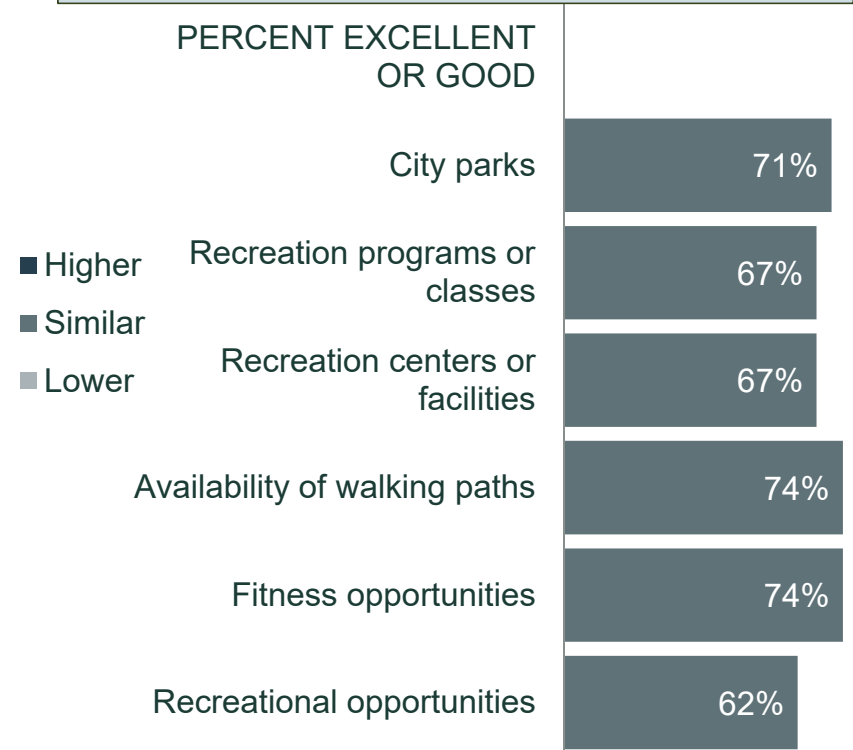 PERCENT EXCELLENT
OR GOOD
City parks
71%
Higher
Similar
Lower
Recreation programs or
classes
67%
Recreation centers or
facilities
67%
Availability of walking paths
74%
Fitness opportunities
74%
Recreational opportunities
62%